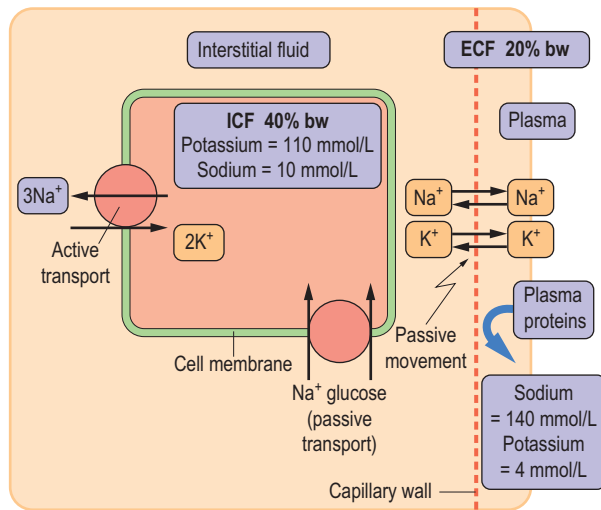 Interstitial fluid
ECF 20% bw
ICF 40% bw
Potassium = 110 mmol/L
Sodium = 10 mmol/L
Plasma
3Na⁺
2K⁺
Active
transport
Na⁺
Na⁺
K⁺
K⁺
Plasma
proteins
Passive
movement
Cell membrane
Na⁺ glucose
(passive
transport)
Sodium
= 140 mmol/L
Potassium
= 4 mmol/L
Capillary wall